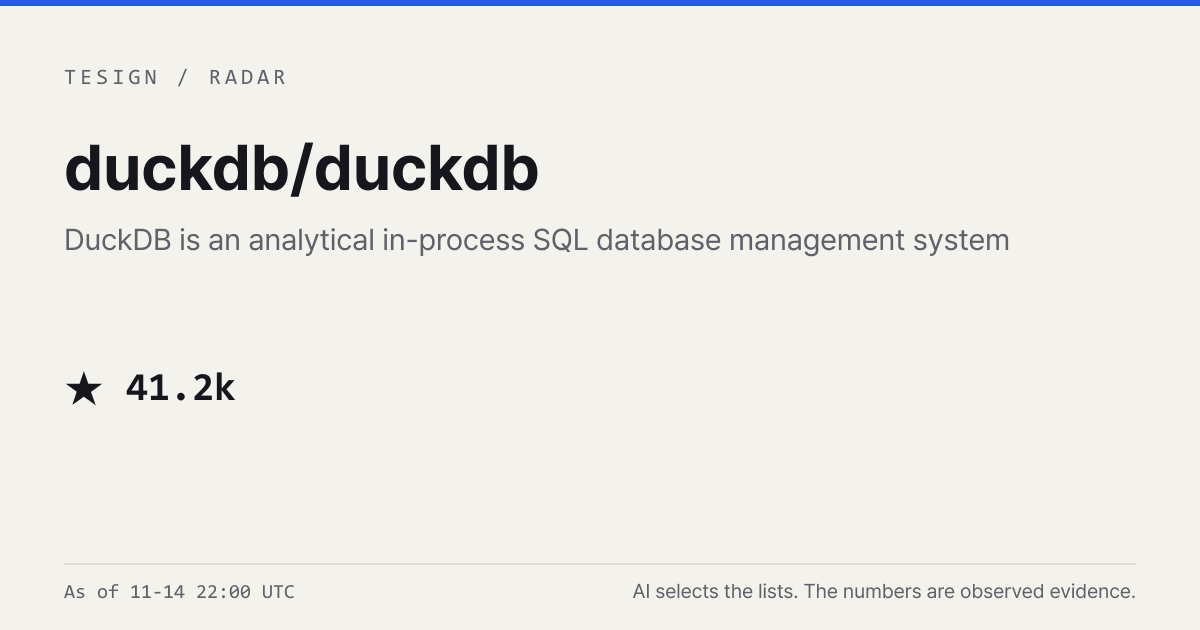 TESIGN / RADAR
duckdb/duckdb
DuckDB is an analytical in-process SQL database management system
★ 41.2k
As of 11-14 22:00 UTC
AI selects the lists. The numbers are observed evidence.